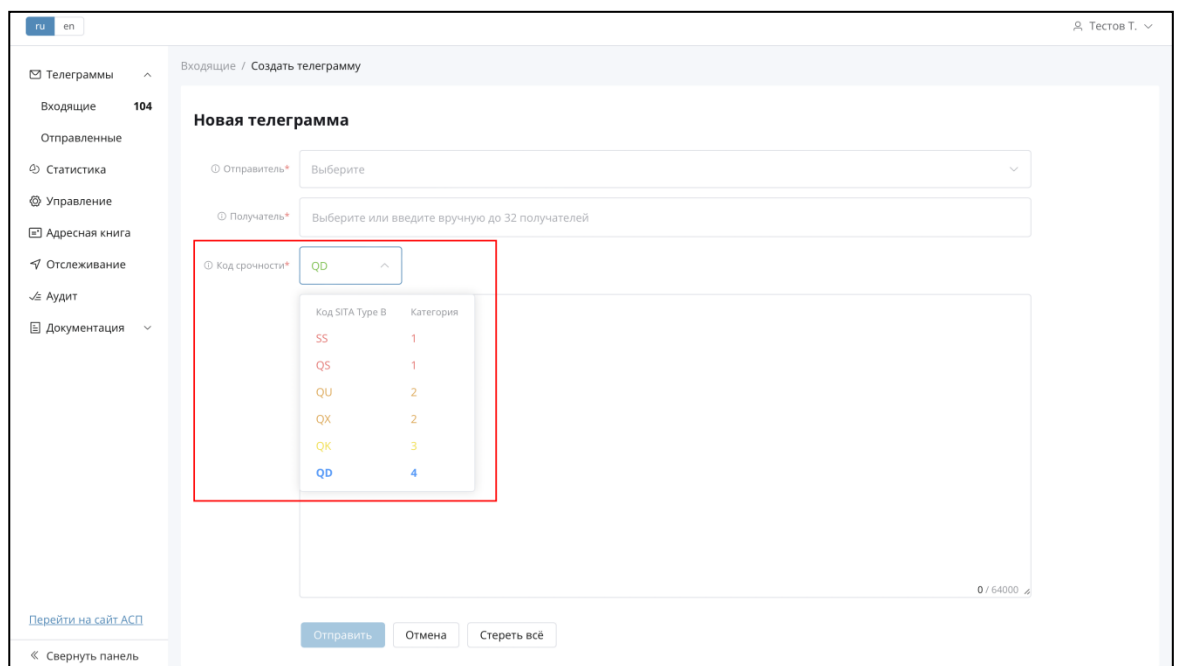 ru en
Тестов Т.
Телеграммы
Входящие 104
Отправленные
Статистика
Управление
Адресная книга
Отслеживание
Аудит
Документация
Перейти на сайт АСП
Свернуть панель
Входящие / Создать телеграмму
Новая телеграмма
Отправитель* Выберите
Получатель* Выберите или введите вручную до 32 получателей
Код срочности* QD
Код SITA Type B Категория
SS 1
QS 1
QU 2
QX 2
QK 3
QD 4
0 / 64000
Отправить Отмена Стереть всё